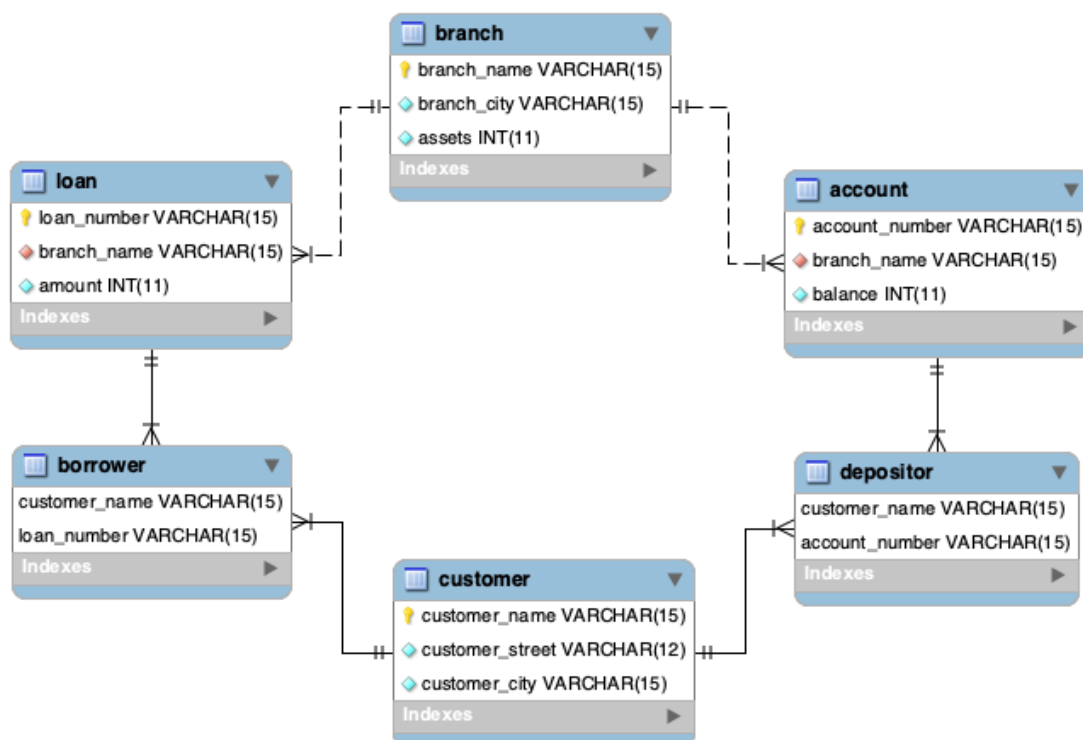 branch
branch_name VARCHAR(15)
branch_city VARCHAR(15)
assets INT(11)
Indexes
loan
loan_number VARCHAR(15)
branch_name VARCHAR(15)
amount INT(11)
Indexes
account
account_number VARCHAR(15)
branch_name VARCHAR(15)
balance INT(11)
Indexes
borrower
customer_name VARCHAR(15)
loan_number VARCHAR(15)
Indexes
depositor
customer_name VARCHAR(15)
account_number VARCHAR(15)
Indexes
customer
customer_name VARCHAR(15)
customer_street VARCHAR(12)
customer_city VARCHAR(15)
Indexes